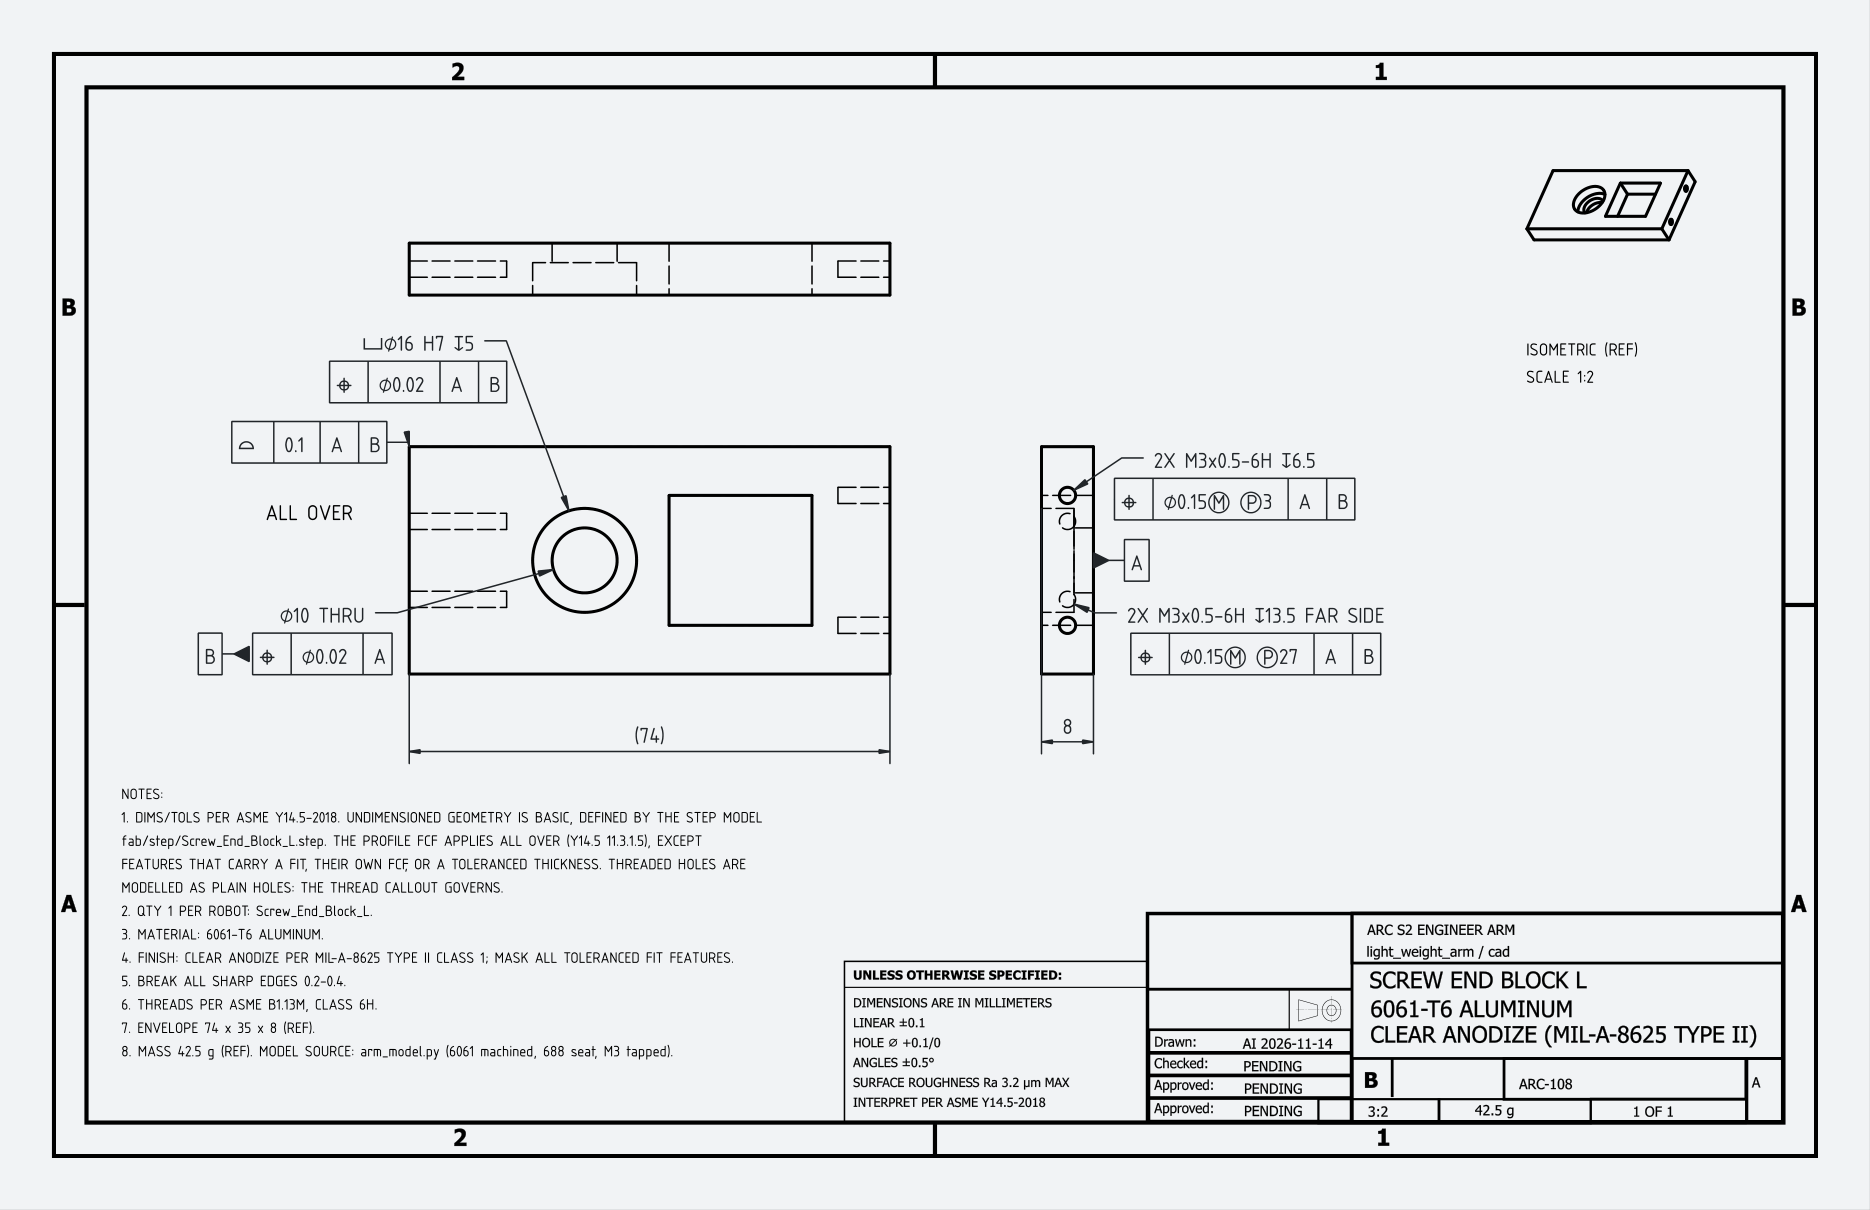 2
1
B
B
A
A
2
1
⌴⌀16 H7 ↧5
⌖ ⌀0.02 A B
⌓ 0.1 A B
ALL OVER
⌀10 THRU
B ⌖ ⌀0.02 A
(74)
8
2X M3x0.5-6H ↧6.5
⌖ ⌀0.15Ⓜ Ⓟ3 A B
A
2X M3x0.5-6H ↧13.5 FAR SIDE
⌖ ⌀0.15Ⓜ Ⓟ27 A B
ISOMETRIC (REF)
SCALE 1:2
NOTES:
1. DIMS/TOLS PER ASME Y14.5-2018. UNDIMENSIONED GEOMETRY IS BASIC, DEFINED BY THE STEP MODEL
fab/step/Screw_End_Block_L.step. THE PROFILE FCF APPLIES ALL OVER (Y14.5 11.3.1.5), EXCEPT
FEATURES THAT CARRY A FIT, THEIR OWN FCF, OR A TOLERANCED THICKNESS. THREADED HOLES ARE
MODELLED AS PLAIN HOLES: THE THREAD CALLOUT GOVERNS.
2. QTY 1 PER ROBOT: Screw_End_Block_L.
3. MATERIAL: 6061-T6 ALUMINUM.
4. FINISH: CLEAR ANODIZE PER MIL-A-8625 TYPE II CLASS 1; MASK ALL TOLERANCED FIT FEATURES.
5. BREAK ALL SHARP EDGES 0.2-0.4.
6. THREADS PER ASME B1.13M, CLASS 6H.
7. ENVELOPE 74 x 35 x 8 (REF).
8. MASS 42.5 g (REF). MODEL SOURCE: arm_model.py (6061 machined, 688 seat, M3 tapped).
UNLESS OTHERWISE SPECIFIED:
DIMENSIONS ARE IN MILLIMETERS
LINEAR ±0.1
HOLE ⌀ +0.1/0
ANGLES ±0.5°
SURFACE ROUGHNESS Ra 3.2 µm MAX
INTERPRET PER ASME Y14.5-2018
Drawn: AI 2026-11-14
Checked: PENDING
Approved: PENDING
Approved: PENDING
ARC S2 ENGINEER ARM
light_weight_arm / cad
SCREW END BLOCK L
6061-T6 ALUMINUM
CLEAR ANODIZE (MIL-A-8625 TYPE II)
B ARC-108 A
3:2 42.5 g 1 OF 1